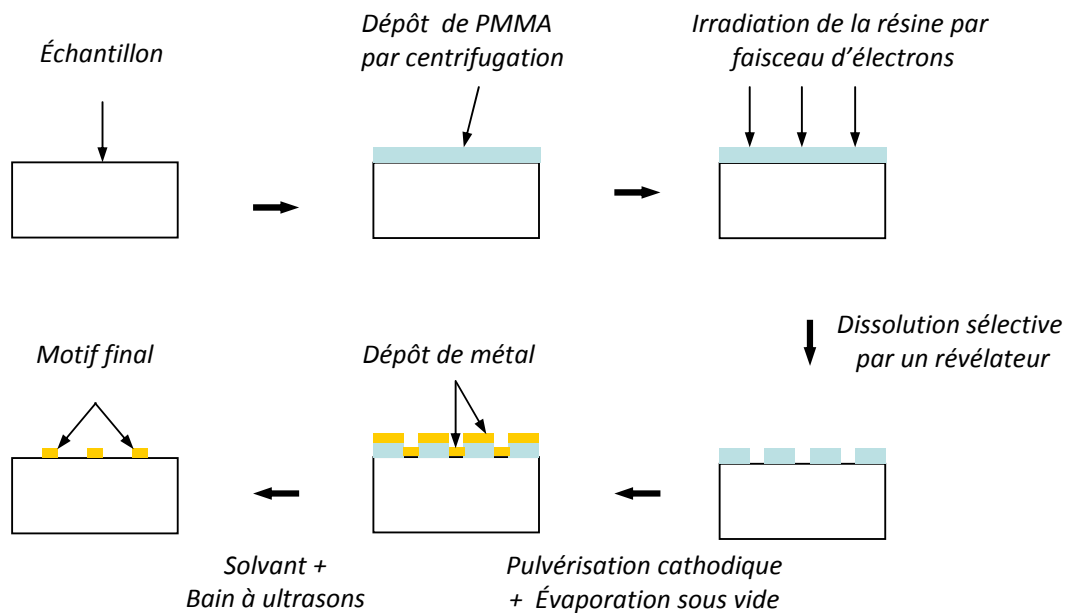 Échantillon
Dépôt de PMMA
par centrifugation
Irradiation de la résine par
faisceau d'électrons
Dissolution sélective
par un révélateur
Motif final
Dépôt de métal
Solvant +
Bain à ultrasons
Pulvérisation cathodique
+ Évaporation sous vide